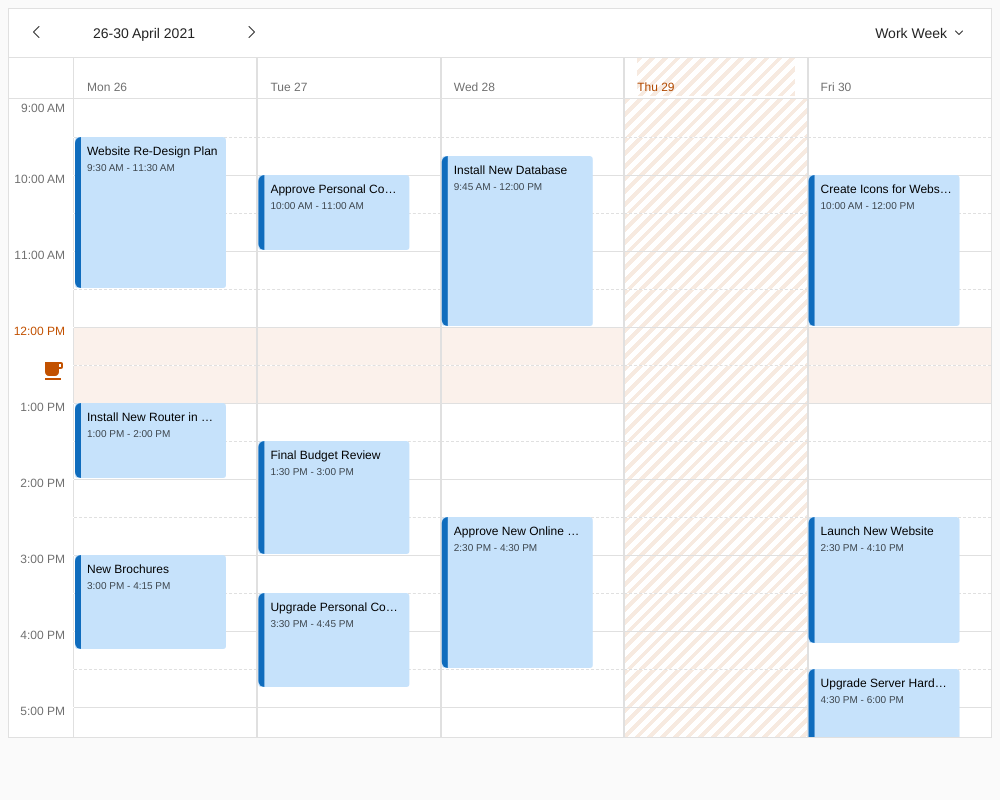 26-30 April 2021
Work Week
Mon 26
Tue 27
Wed 28
Thu 29
Fri 30
9:00 AM
10:00 AM
11:00 AM
12:00 PM
1:00 PM
2:00 PM
3:00 PM
4:00 PM
5:00 PM
Website Re-Design Plan
9:30 AM - 11:30 AM
Install New Router in ...
1:00 PM - 2:00 PM
New Brochures
3:00 PM - 4:15 PM
Approve Personal Co...
10:00 AM - 11:00 AM
Final Budget Review
1:30 PM - 3:00 PM
Upgrade Personal Co...
3:30 PM - 4:45 PM
Install New Database
9:45 AM - 12:00 PM
Approve New Online ...
2:30 PM - 4:30 PM
Create Icons for Webs...
10:00 AM - 12:00 PM
Launch New Website
2:30 PM - 4:10 PM
Upgrade Server Hard...
4:30 PM - 6:00 PM